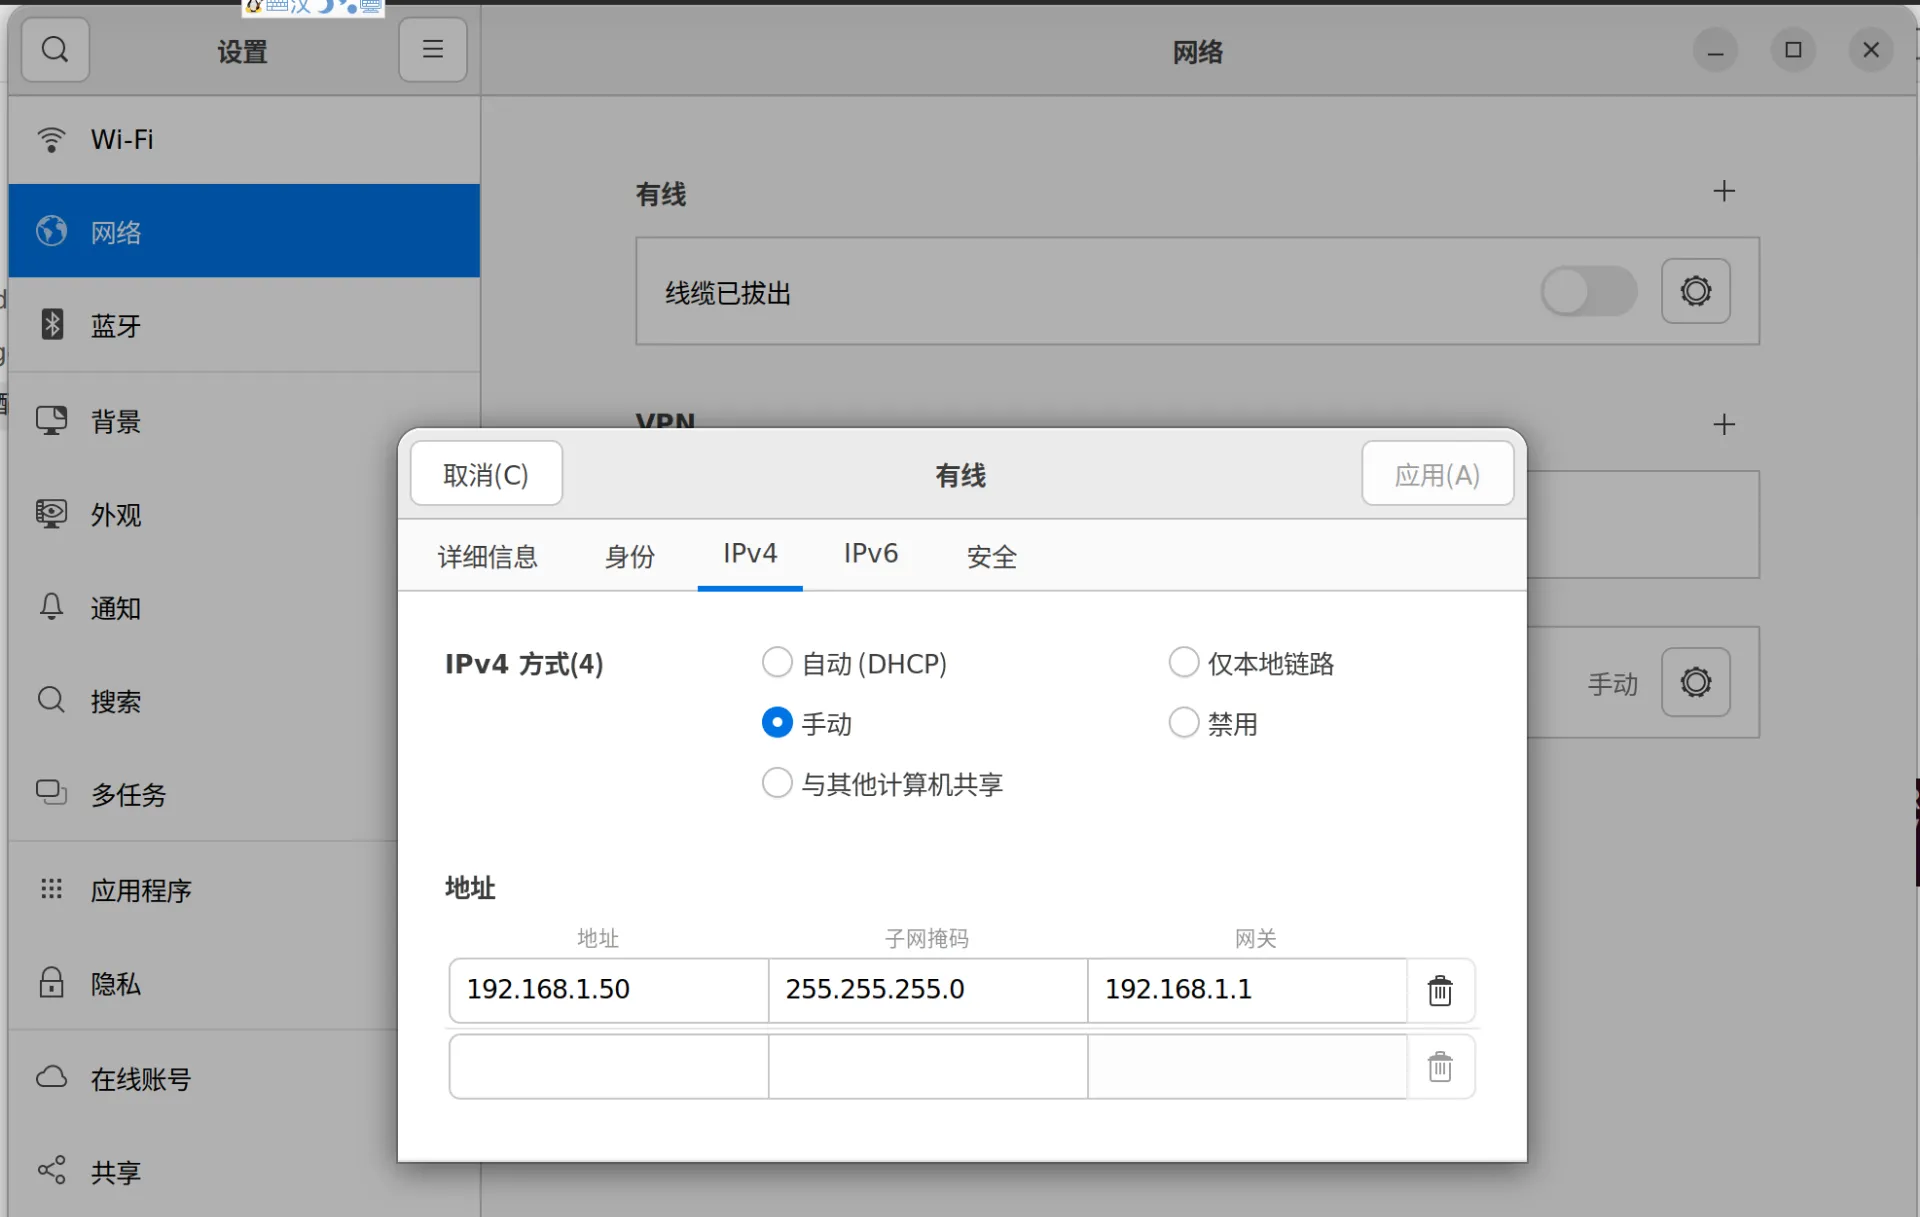 汉
设置
网络
Wi-Fi
网络
蓝牙
背景
外观
通知
搜索
多任务
应用程序
隐私
在线账号
共享
有线
线缆已拔出
VPN
手动
取消(C)
有线
应用(A)
详细信息
身份
IPv4
IPv6
安全
IPv4 方式(4)
自动 (DHCP)
仅本地链路
手动
禁用
与其他计算机共享
地址
地址
子网掩码
网关
192.168.1.50
255.255.255.0
192.168.1.1